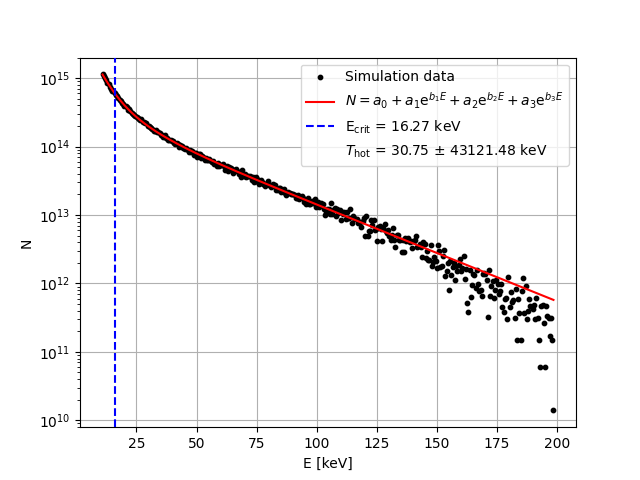 Simulation data
N = a₀ + a₁e^{b₁E} + a₂e^{b₂E} + a₃e^{b₃E}
E_crit = 16.27 keV
T_hot = 30.75 ± 43121.48 keV
10¹⁵
10¹⁴
10¹³
10¹²
10¹¹
10¹⁰
N
25 50 75 100 125 150 175 200
E [keV]